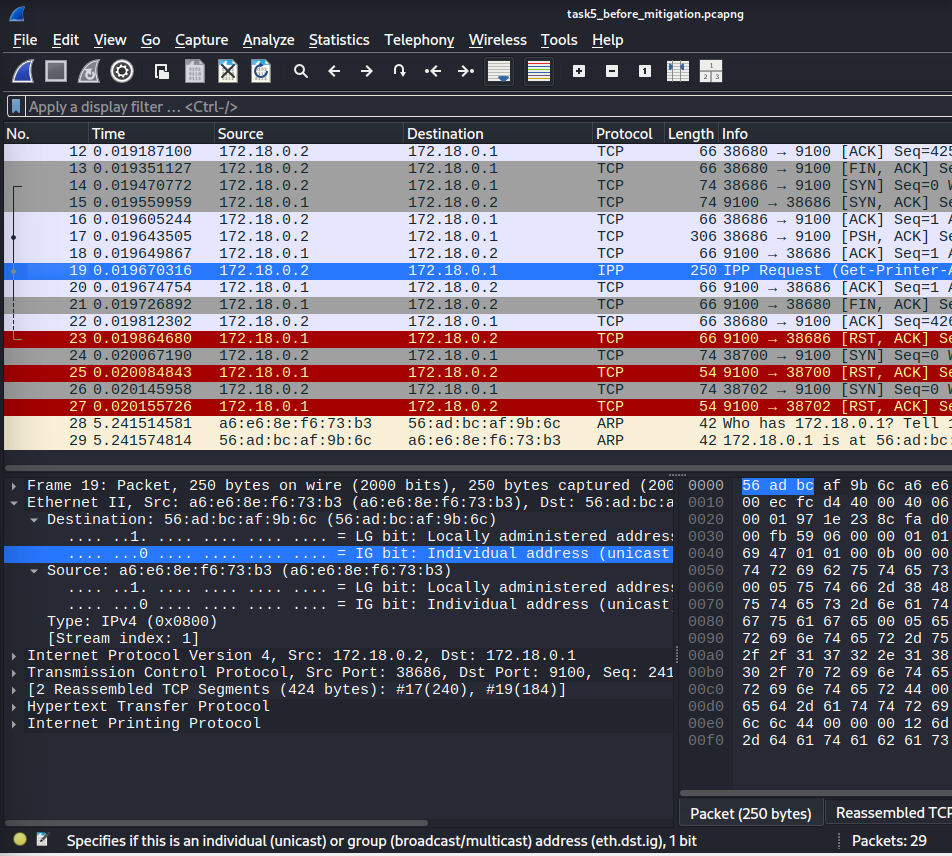 task5_before_mitigation.pcapng
File Edit View Go Capture Analyze Statistics Telephony Wireless Tools Help
Apply a display filter … <Ctrl-/>
No. Time Source Destination Protocol Length Info
12 0.019187100 172.18.0.2 172.18.0.1 TCP 66 38680 → 9100 [ACK] Seq=425
13 0.019351127 172.18.0.2 172.18.0.1 TCP 66 38680 → 9100 [FIN, ACK] Se
14 0.019470772 172.18.0.2 172.18.0.1 TCP 74 38686 → 9100 [SYN] Seq=0 W
15 0.019559959 172.18.0.1 172.18.0.2 TCP 74 9100 → 38686 [SYN, ACK] Se
16 0.019605244 172.18.0.2 172.18.0.1 TCP 66 38686 → 9100 [ACK] Seq=1 A
17 0.019643505 172.18.0.2 172.18.0.1 TCP 306 38686 → 9100 [PSH, ACK] Se
18 0.019649867 172.18.0.1 172.18.0.2 TCP 66 9100 → 38686 [ACK] Seq=1 A
19 0.019670316 172.18.0.2 172.18.0.1 IPP 250 IPP Request (Get-Printer-A
20 0.019674754 172.18.0.1 172.18.0.2 TCP 66 9100 → 38686 [ACK] Seq=1 A
21 0.019726892 172.18.0.1 172.18.0.2 TCP 66 9100 → 38680 [FIN, ACK] Se
22 0.019812302 172.18.0.2 172.18.0.1 TCP 66 38680 → 9100 [ACK] Seq=426
23 0.019864680 172.18.0.1 172.18.0.2 TCP 66 9100 → 38686 [RST, ACK] Se
24 0.020067190 172.18.0.2 172.18.0.1 TCP 74 38700 → 9100 [SYN] Seq=0 W
25 0.020084843 172.18.0.1 172.18.0.2 TCP 54 9100 → 38700 [RST, ACK] Se
26 0.020145958 172.18.0.2 172.18.0.1 TCP 74 38702 → 9100 [SYN] Seq=0 W
27 0.020155726 172.18.0.1 172.18.0.2 TCP 54 9100 → 38702 [RST, ACK] Se
28 5.241514581 a6:e6:8e:f6:73:b3 56:ad:bc:af:9b:6c ARP 42 Who has 172.18.0.1? Tell 1
29 5.241574814 56:ad:bc:af:9b:6c a6:e6:8e:f6:73:b3 ARP 42 172.18.0.1 is at 56:ad:bc:
Frame 19: Packet, 250 bytes on wire (2000 bits), 250 bytes captured (200
Ethernet II, Src: a6:e6:8e:f6:73:b3 (a6:e6:8e:f6:73:b3), Dst: 56:ad:bc:a
Destination: 56:ad:bc:af:9b:6c (56:ad:bc:af:9b:6c)
.... ..1. .... .... .... .... = LG bit: Locally administered addres
.... ...0 .... .... .... .... = IG bit: Individual address (unicast
Source: a6:e6:8e:f6:73:b3 (a6:e6:8e:f6:73:b3)
.... ..1. .... .... .... .... = LG bit: Locally administered addres
.... ...0 .... .... .... .... = IG bit: Individual address (unicast
Type: IPv4 (0x0800)
[Stream index: 1]
Internet Protocol Version 4, Src: 172.18.0.2, Dst: 172.18.0.1
Transmission Control Protocol, Src Port: 38686, Dst Port: 9100, Seq: 241
[2 Reassembled TCP Segments (424 bytes): #17(240), #19(184)]
Hypertext Transfer Protocol
Internet Printing Protocol
0000 56 ad bc af 9b 6c a6 e6
0010 00 ec fc d4 40 00 40 06
0020 00 01 97 1e 23 8c fa d0
0030 00 fb 59 06 00 00 01 01
0040 69 47 01 01 00 0b 00 00
0050 74 72 69 62 75 74 65 73
0060 00 05 75 74 66 2d 38 48
0070 75 74 65 73 2d 6e 61 74
0080 67 75 61 67 65 00 05 65
0090 72 69 6e 74 65 72 2d 75
00a0 2f 2f 31 37 32 2e 31 38
00b0 30 2f 70 72 69 6e 74 65
00c0 72 69 6e 74 65 72 44 00
00d0 65 64 2d 61 74 74 72 69
00e0 6c 6c 44 00 00 00 12 6d
00f0 2d 64 61 74 61 62 61 73
Packet (250 bytes) Reassembled TCP
Specifies if this is an individual (unicast) or group (broadcast/multicast) address (eth.dst.ig), 1 bit
Packets: 29